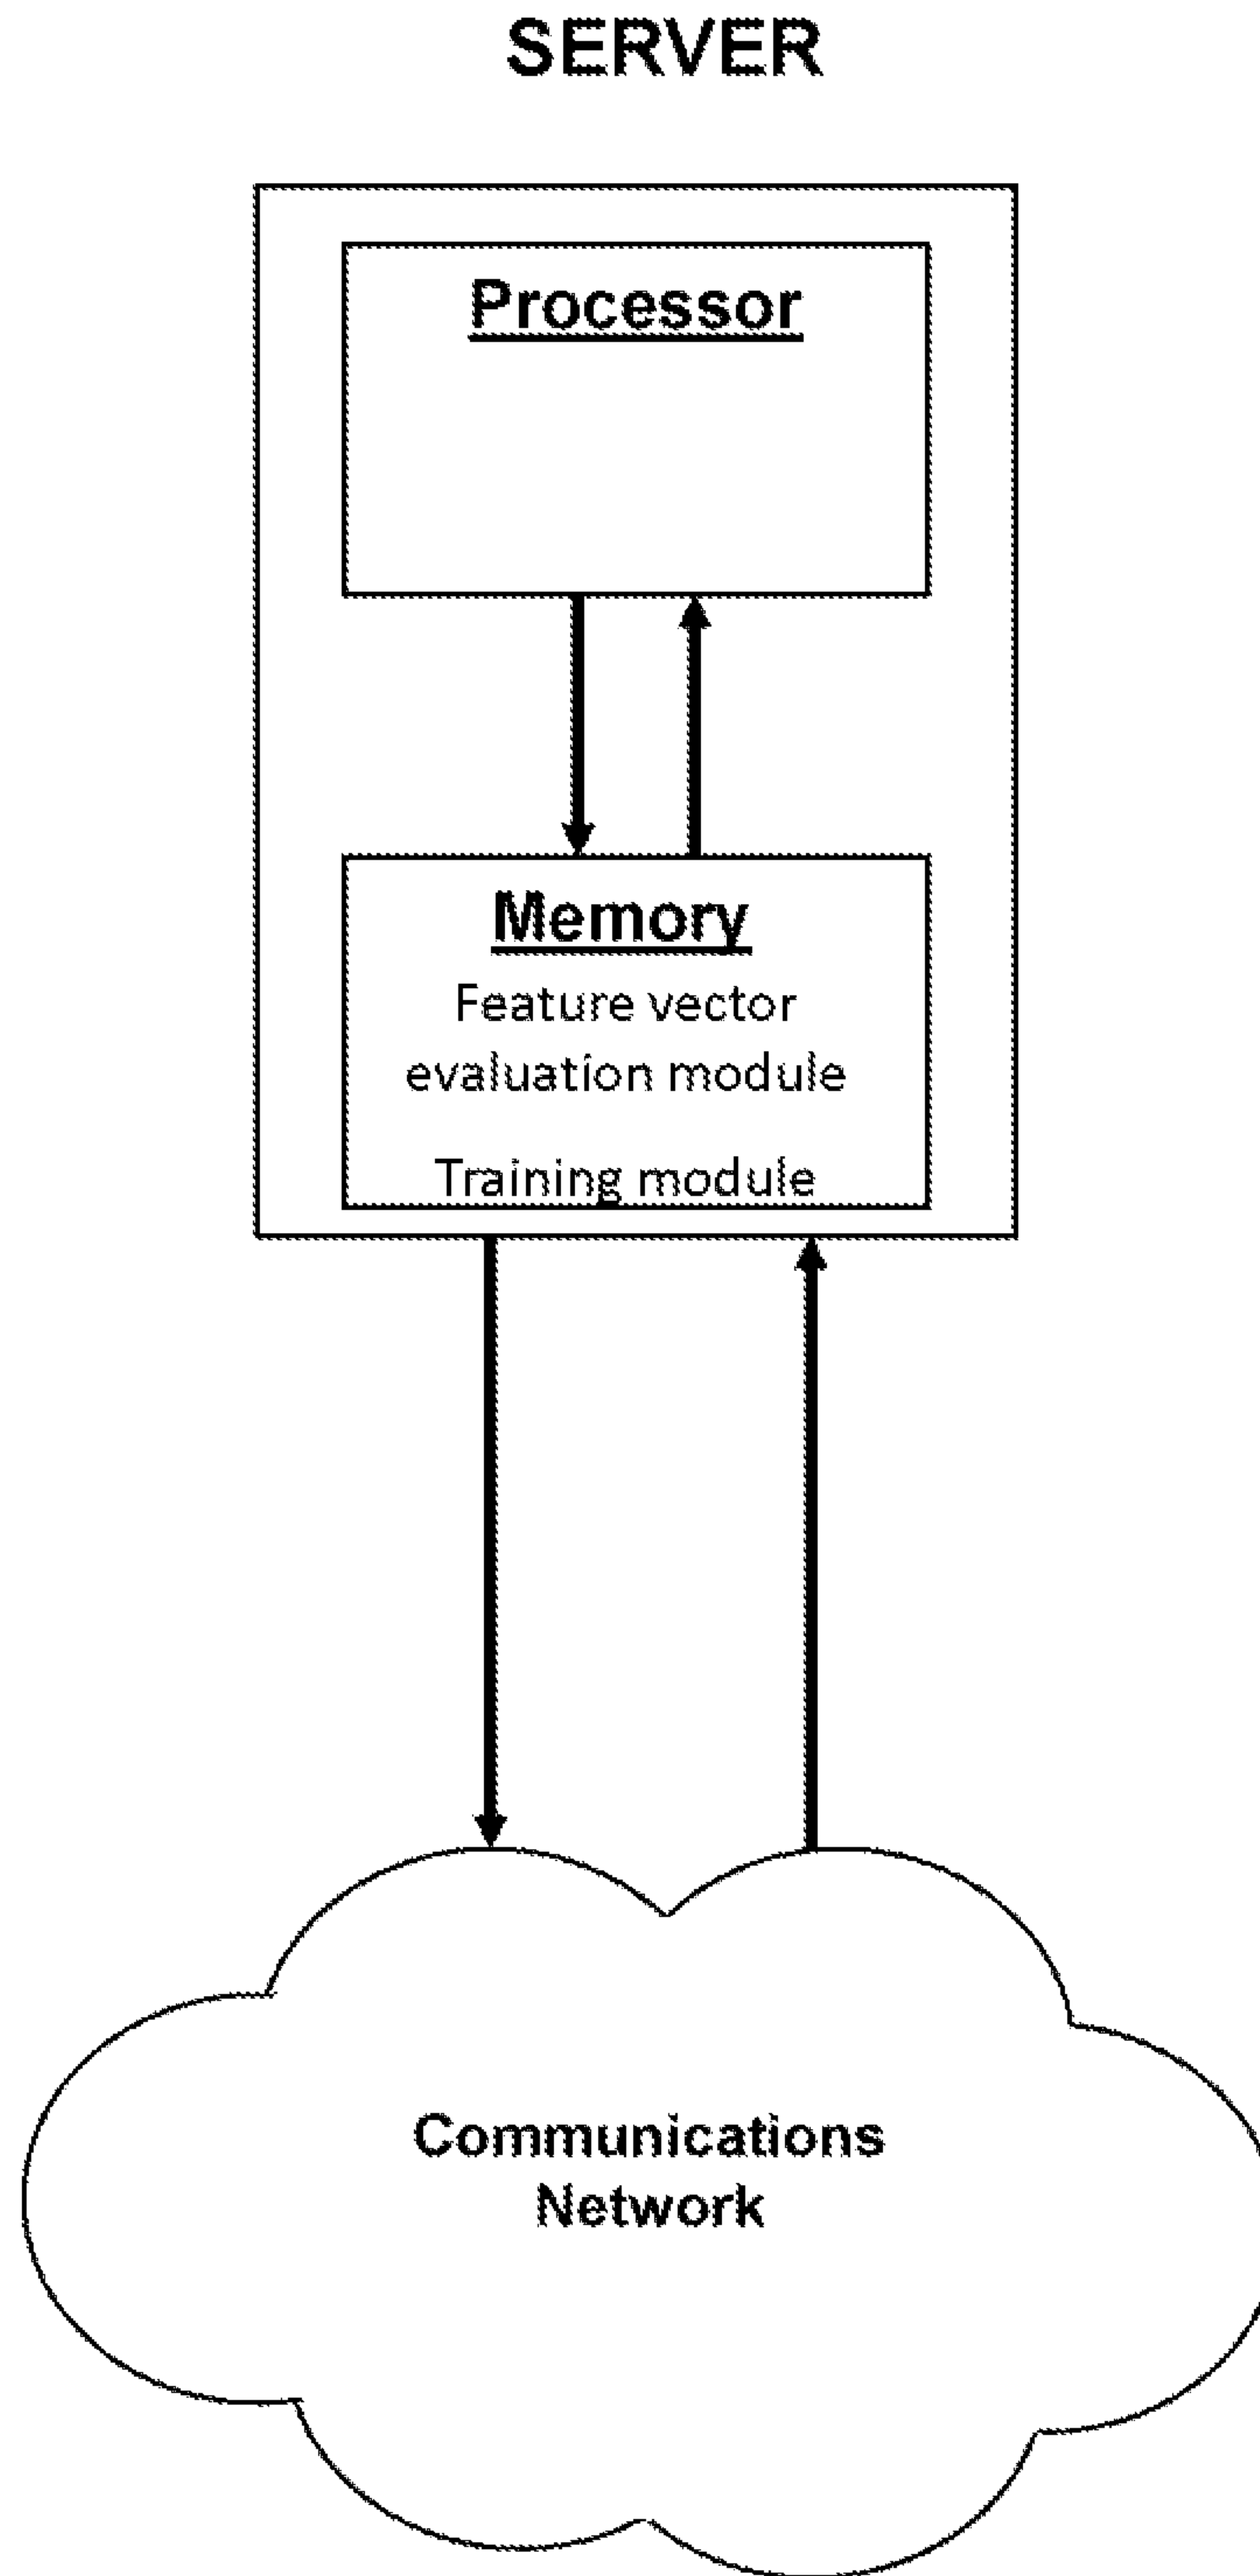 SERVER
Processor
Memory
Feature vector
evaluation module
Training module
Communications
Network